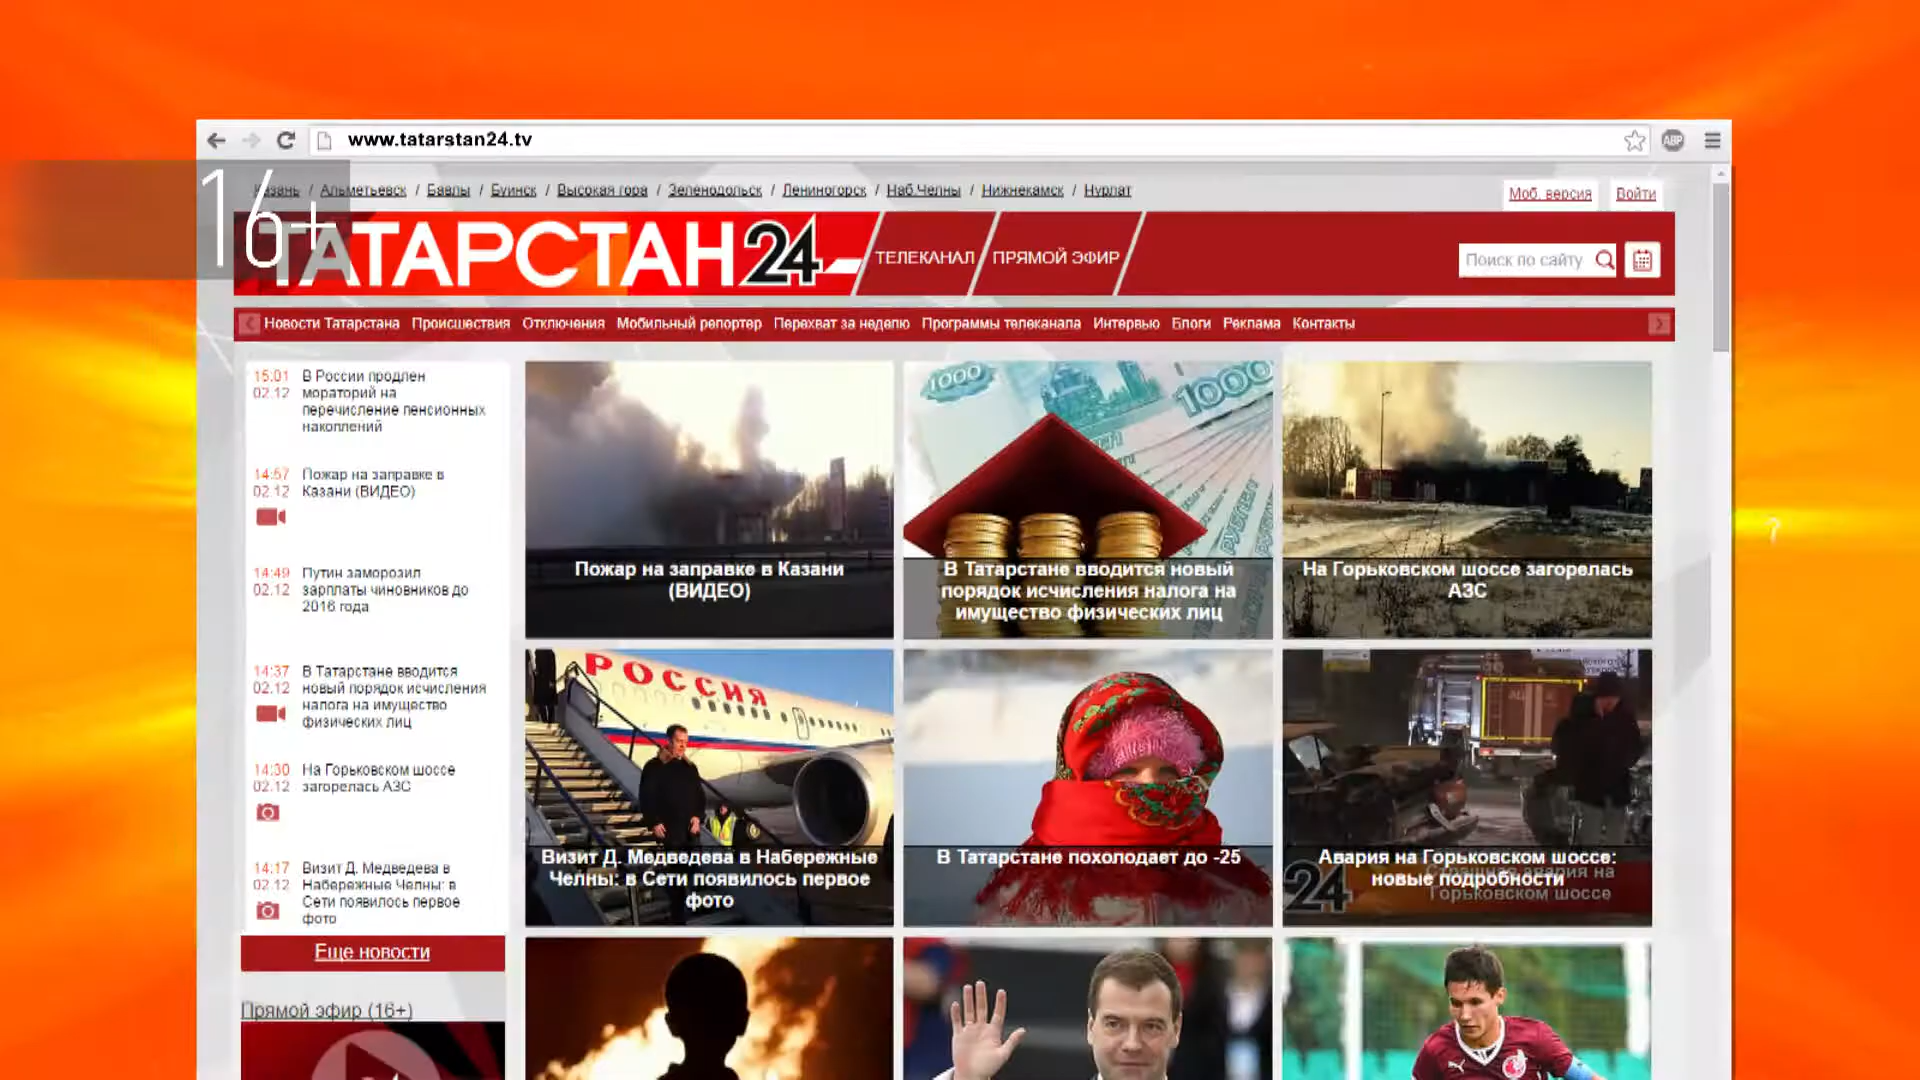 www.tatarstan24.tv
ABP
16+
Казань / Альметьевск / Бавлы / Буинск / Высокая гора / Зеленодольск / Лениногорск / Наб.Челны / Нижнекамск / Нурлат
Моб. версия
Войти
ТАТАРСТАН24
ТЕЛЕКАНАЛ
ПРЯМОЙ ЭФИР
Поиск по сайту
Новости Татарстана Происшествия Отключения Мобильный репортер Перехват за неделю Программы телеканала Интервью Блоги Реклама Контакты
15:01 В России продлен
02.12 мораторий на
перечисление пенсионных
накоплений
14:57 Пожар на заправке в
02.12 Казани (ВИДЕО)
14:49 Путин заморозил
02.12 зарплаты чиновников до
2016 года
14:37 В Татарстане вводится
02.12 новый порядок исчисления
налога на имущество
физических лиц
14:30 На Горьковском шоссе
02.12 загорелась АЗС
14:17 Визит Д. Медведева в
02.12 Набережные Челны: в
Сети появилось первое
фото
Еще новости
Прямой эфир (16+)
Пожар на заправке в Казани
(ВИДЕО)
1000
1000
В Татарстане вводится новый
порядок исчисления налога на
имущество физических лиц
На Горьковском шоссе загорелась
АЗС
РОССИЯ
Визит Д. Медведева в Набережные
Челны: в Сети появилось первое
фото
В Татарстане похолодает до -25
Авария на Горьковском шоссе:
новые подробности
24
Страшная авария на
Горьковском шоссе